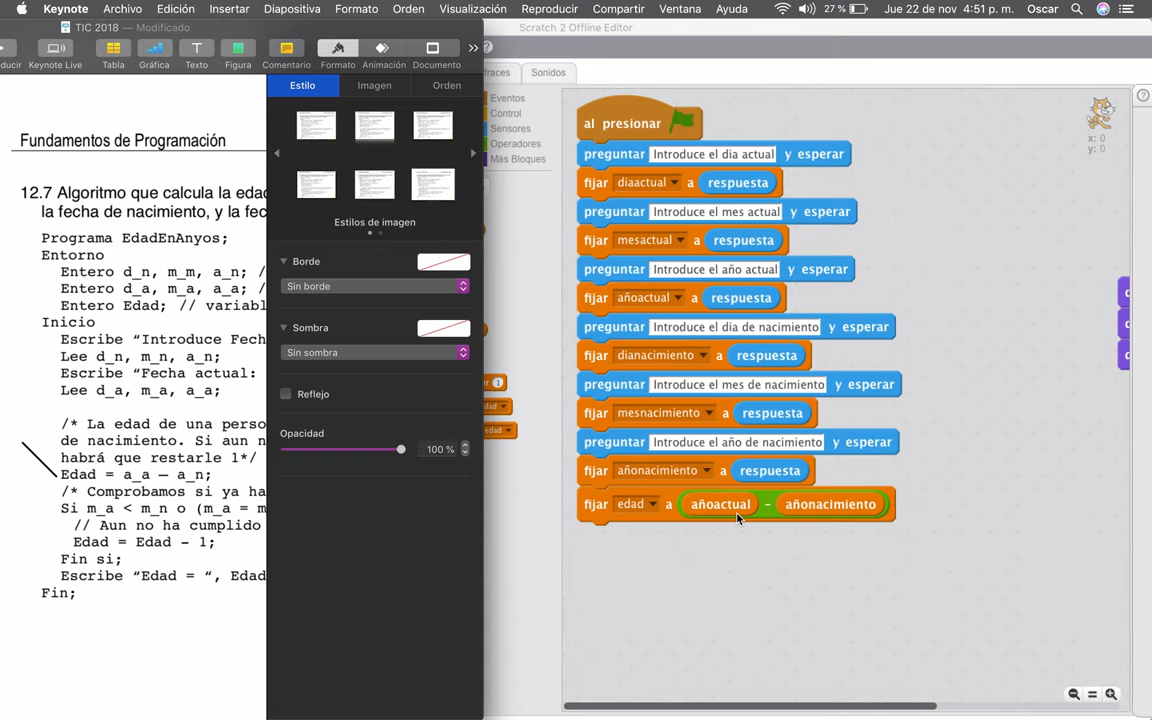 Keynote Archivo Edición Insertar Diapositiva Formato Orden Visualización Reproducir Compartir Ventana Ayuda 27 % Jue 22 de nov 4:51 p. m. Oscar
TIC 2018 — Modificado
Scratch 2 Offline Editor
ducir Keynote Live Tabla Gráfica Texto Figura Comentario Formato Animación Documento
fraces Sonidos
Estilo Imagen Orden
Eventos
Control
Sensores
Operadores
Más Bloques
Estilos de imagen
Borde
Sin borde
Sombra
Sin sombra
Reflejo
Opacidad
100 %
Fundamentos de Programación
12.7 Algoritmo que calcula la edad
la fecha de nacimiento, y la fec
Programa EdadEnAnyos;
Entorno
Entero d_n, m_m, a_n; /
Entero d_a, m_a, a_a; /
Entero Edad; // variabl
Inicio
Escribe “Introduce Fech
Lee d_n, m_n, a_n;
Escribe “Fecha actual:
Lee d_a, m_a, a_a;
/* La edad de una perso
de nacimiento. Si aun n
habrá que restarle 1*/
Edad = a_a – a_n;
/* Comprobamos si ya ha
Si m_a < m_n o (m_a = m
// Aun no ha cumplido
Edad = Edad - 1;
Fin si;
Escribe “Edad = “, Edad
Fin;
1
edad
edad
al presionar
preguntar Introduce el dia actual y esperar
fijar diaactual a respuesta
preguntar Introduce el mes actual y esperar
fijar mesactual a respuesta
preguntar Introduce el año actual y esperar
fijar añoactual a respuesta
preguntar Introduce el dia de nacimiento y esperar
fijar dianacimiento a respuesta
preguntar Introduce el mes de nacimiento y esperar
fijar mesnacimiento a respuesta
preguntar Introduce el año de nacimiento y esperar
fijar añonacimiento a respuesta
fijar edad a añoactual - añonacimiento
x: 0
y: 0